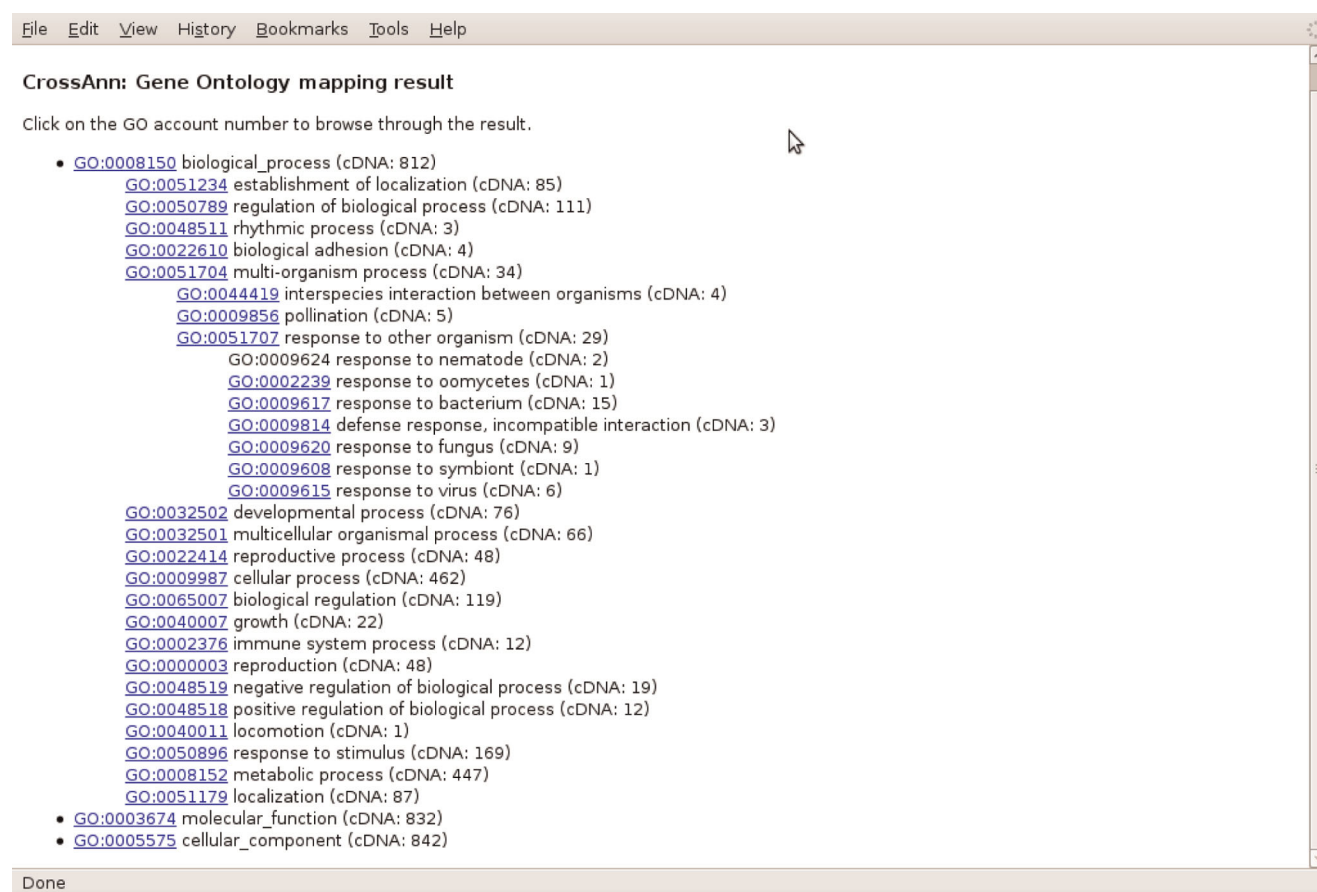 File Edit View History Bookmarks Tools Help
CrossAnn: Gene Ontology mapping result
Click on the GO account number to browse through the result.
• GO:0008150 biological_process (cDNA: 812)
GO:0051234 establishment of localization (cDNA: 85)
GO:0050789 regulation of biological process (cDNA: 111)
GO:0048511 rhythmic process (cDNA: 3)
GO:0022610 biological adhesion (cDNA: 4)
GO:0051704 multi-organism process (cDNA: 34)
GO:0044419 interspecies interaction between organisms (cDNA: 4)
GO:0009856 pollination (cDNA: 5)
GO:0051707 response to other organism (cDNA: 29)
GO:0009624 response to nematode (cDNA: 2)
GO:0002239 response to oomycetes (cDNA: 1)
GO:0009617 response to bacterium (cDNA: 15)
GO:0009814 defense response, incompatible interaction (cDNA: 3)
GO:0009620 response to fungus (cDNA: 9)
GO:0009608 response to symbiont (cDNA: 1)
GO:0009615 response to virus (cDNA: 6)
GO:0032502 developmental process (cDNA: 76)
GO:0032501 multicellular organismal process (cDNA: 66)
GO:0022414 reproductive process (cDNA: 48)
GO:0009987 cellular process (cDNA: 462)
GO:0065007 biological regulation (cDNA: 119)
GO:0040007 growth (cDNA: 22)
GO:0002376 immune system process (cDNA: 12)
GO:0000003 reproduction (cDNA: 48)
GO:0048519 negative regulation of biological process (cDNA: 19)
GO:0048518 positive regulation of biological process (cDNA: 12)
GO:0040011 locomotion (cDNA: 1)
GO:0050896 response to stimulus (cDNA: 169)
GO:0008152 metabolic process (cDNA: 447)
GO:0051179 localization (cDNA: 87)
• GO:0003674 molecular_function (cDNA: 832)
• GO:0005575 cellular_component (cDNA: 842)
Done